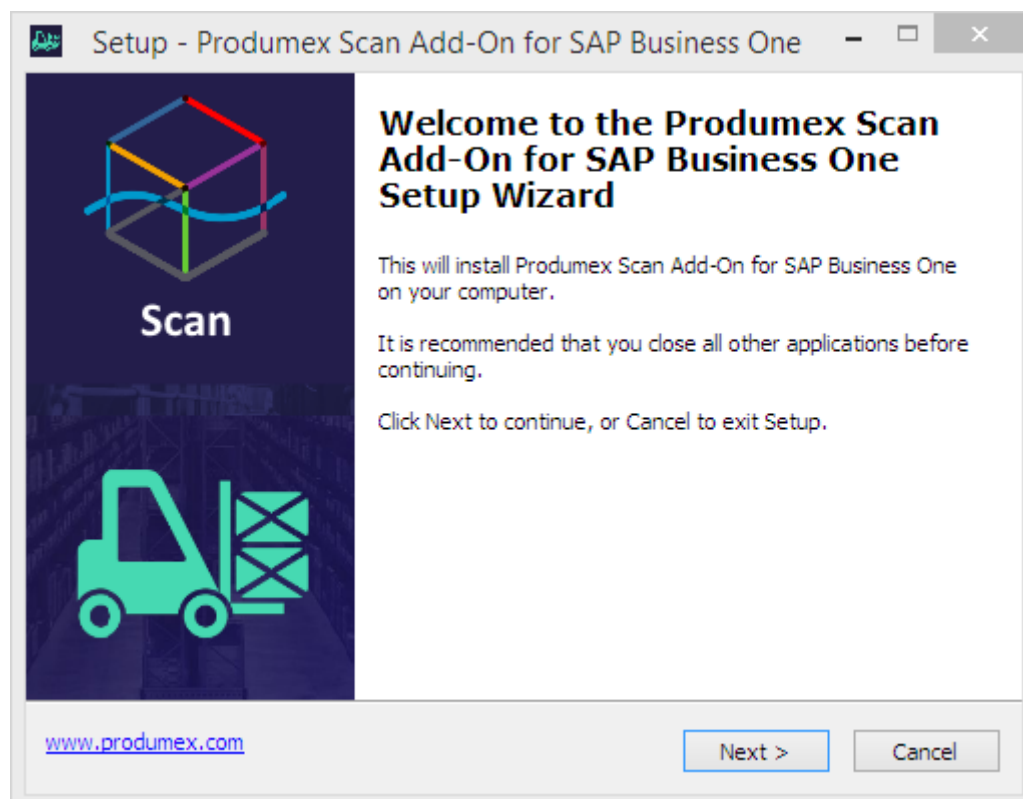 Setup - Produmex Scan Add-On for SAP Business One
Scan
Welcome to the Produmex Scan
Add-On for SAP Business One
Setup Wizard
This will install Produmex Scan Add-On for SAP Business One
on your computer.
It is recommended that you close all other applications before
continuing.
Click Next to continue, or Cancel to exit Setup.
www.produmex.com
Next >
Cancel